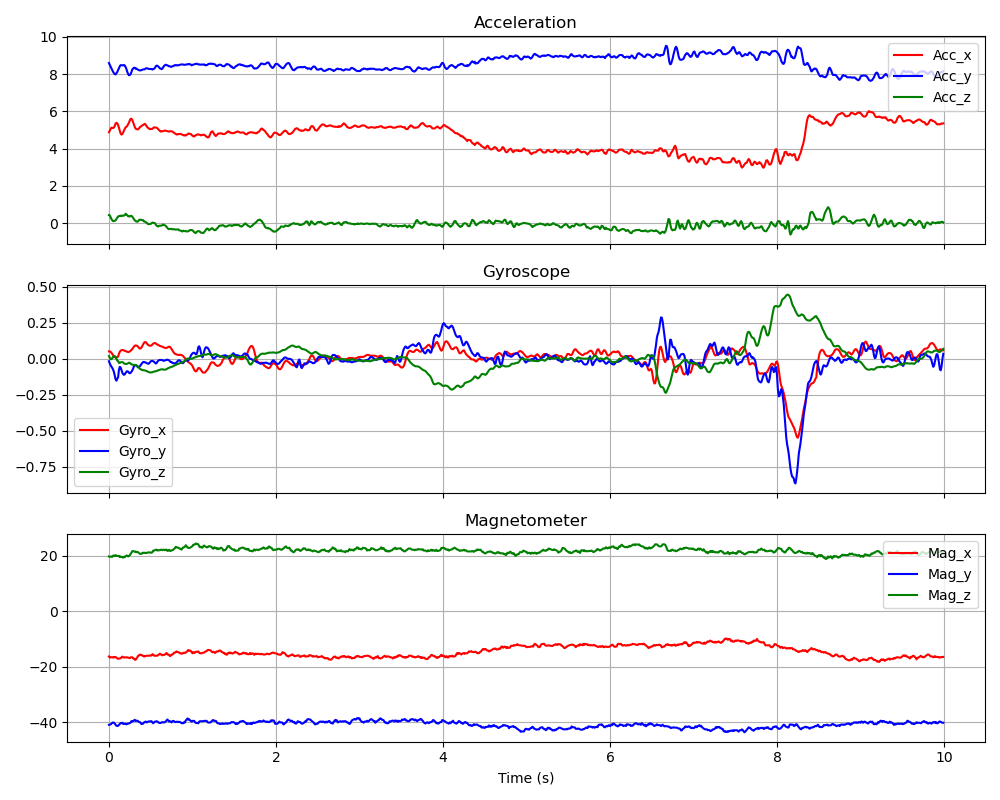 Acceleration
10
8
6
4
2
0
Acc_x
Acc_y
Acc_z
Gyroscope
0.50
0.25
0.00
−0.25
−0.50
−0.75
Gyro_x
Gyro_y
Gyro_z
Magnetometer
20
0
−20
−40
Mag_x
Mag_y
Mag_z
0 2 4 6 8 10
Time (s)